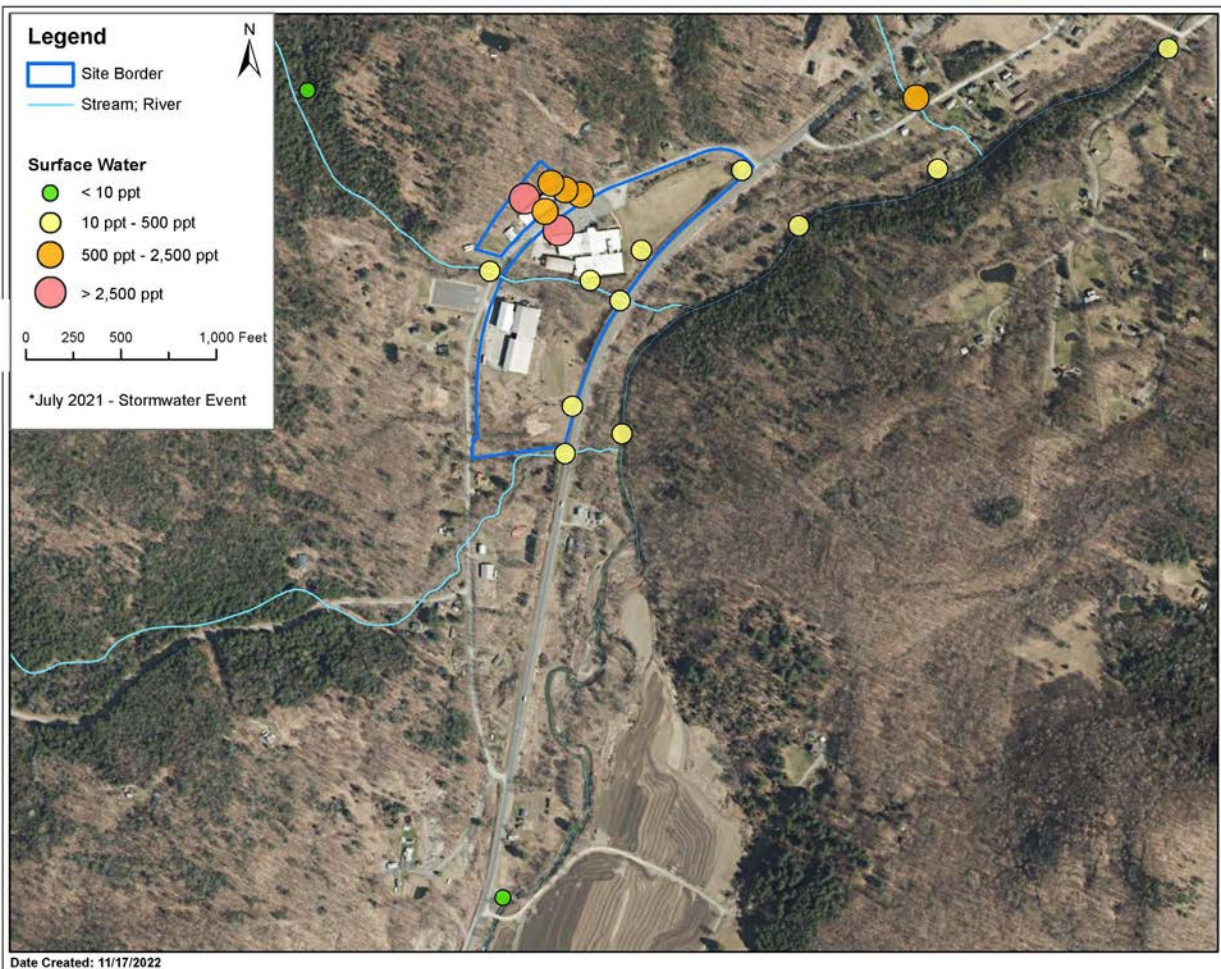 Legend
N
Site Border
Stream; River
Surface Water
< 10 ppt
10 ppt - 500 ppt
500 ppt - 2,500 ppt
> 2,500 ppt
0 250 500 1,000 Feet
*July 2021 - Stormwater Event
Date Created: 11/17/2022